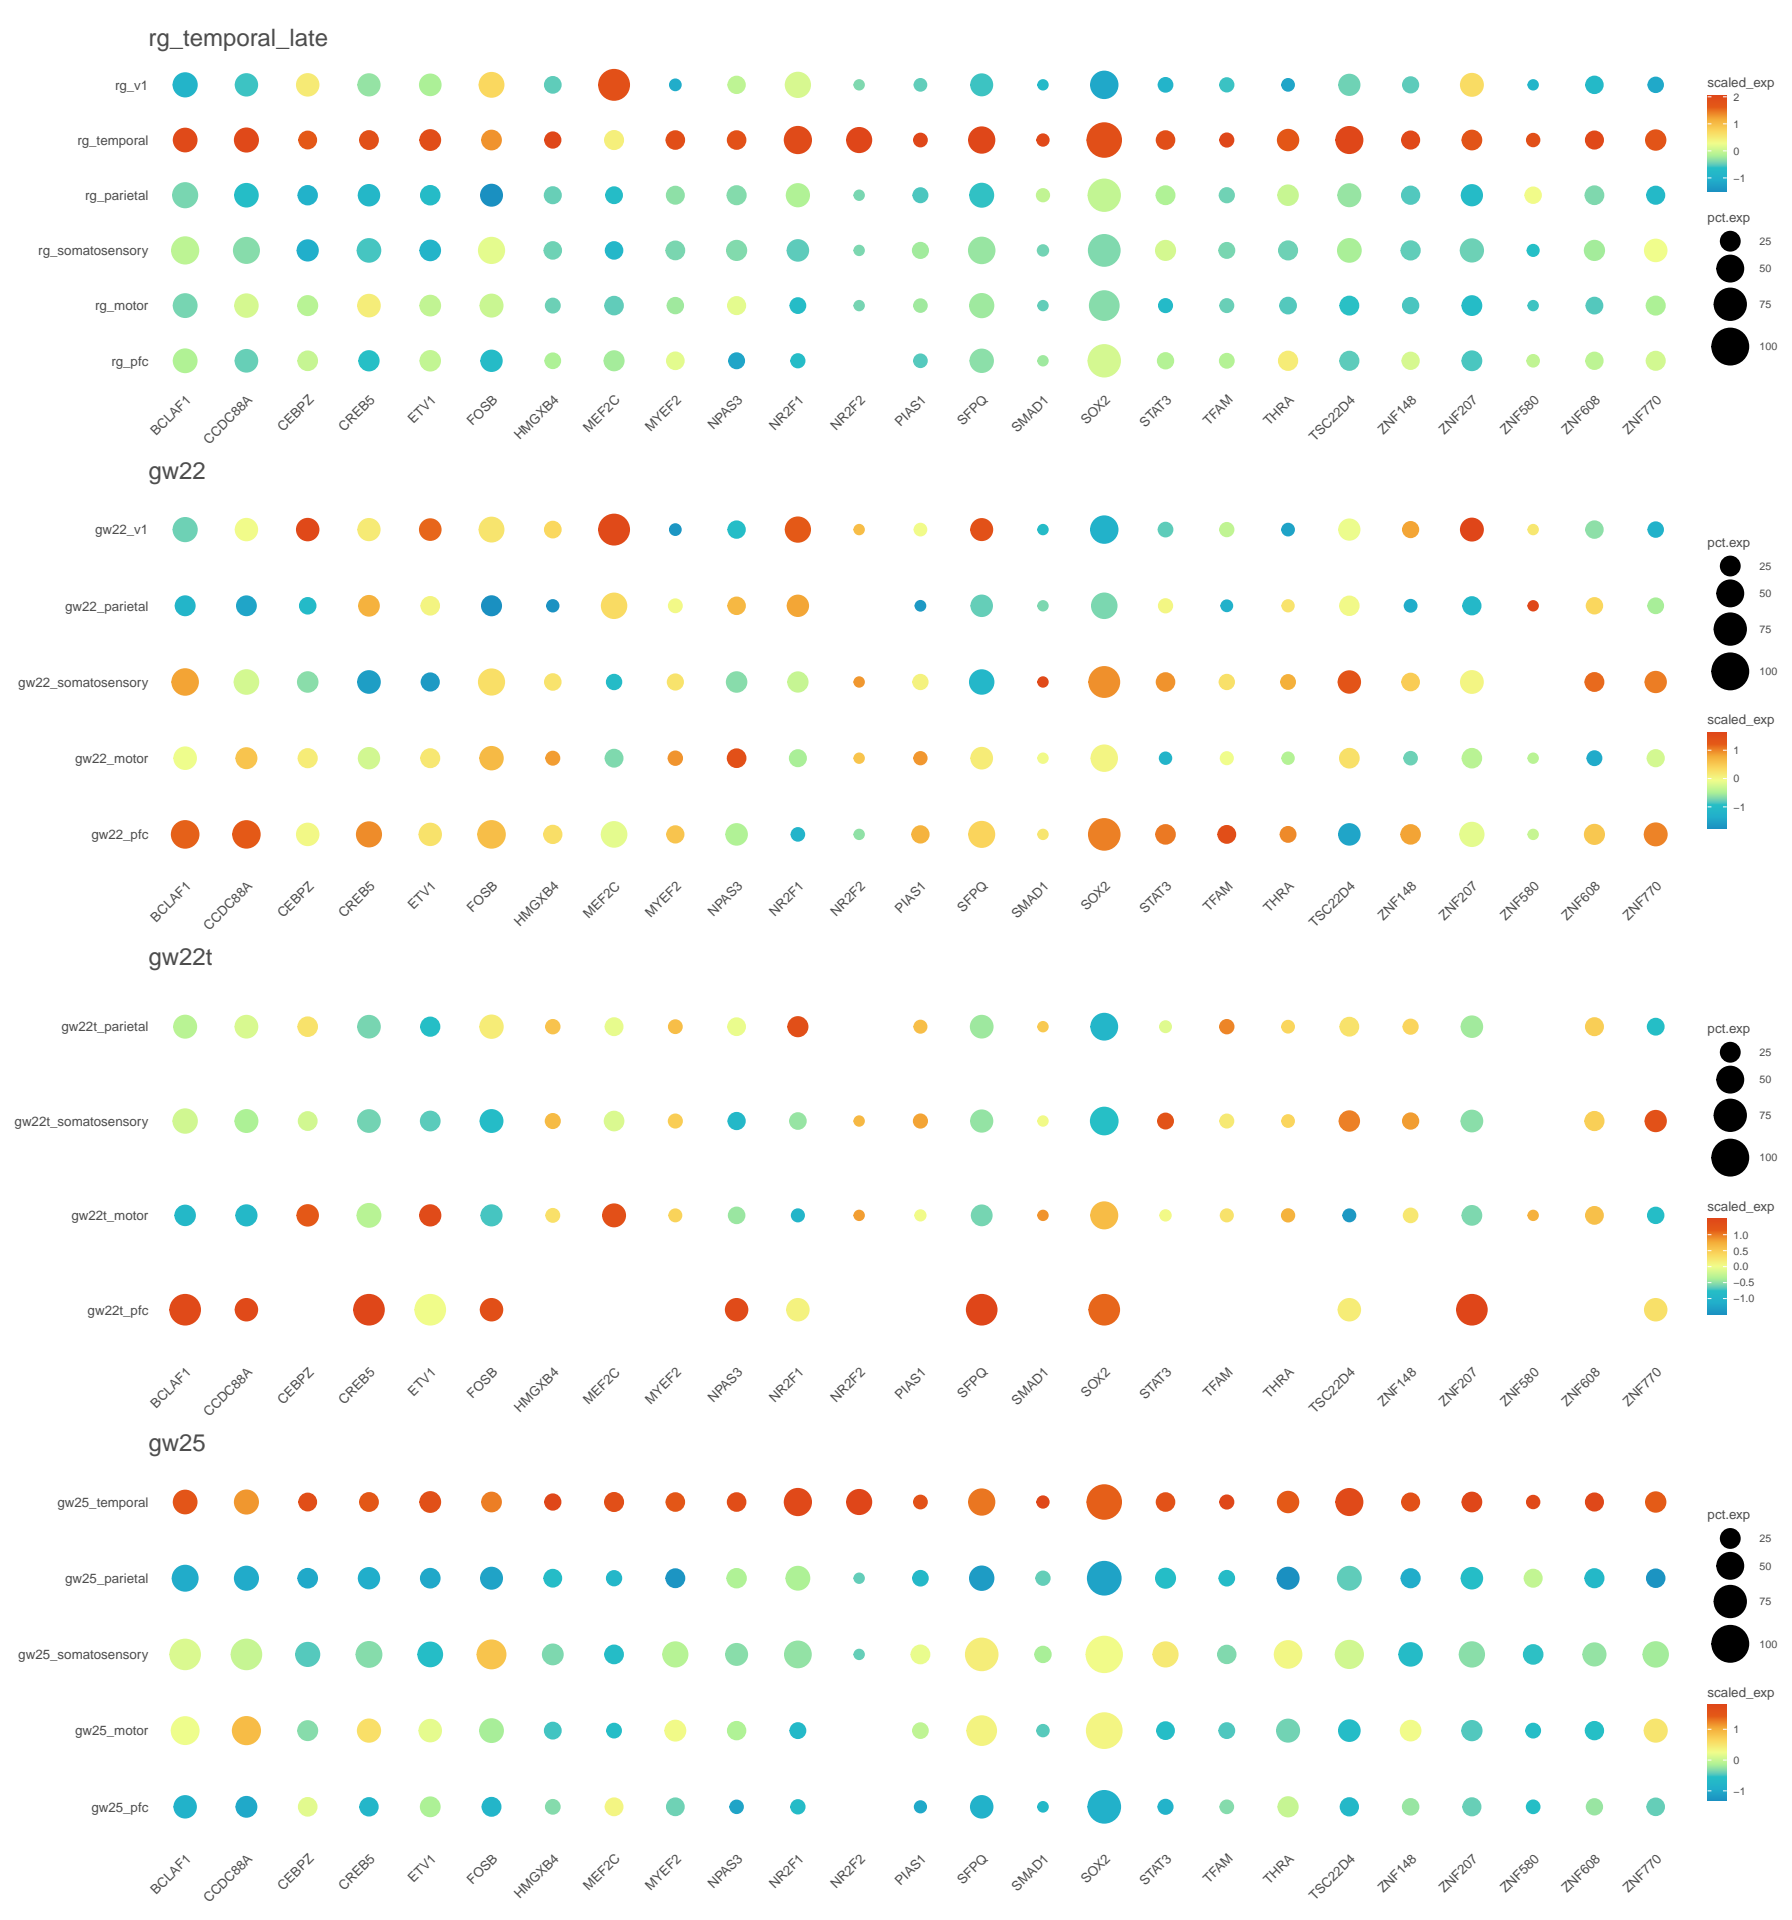 rg_temporal_late
rg_v1
rg_temporal
rg_parietal
rg_somatosensory
rg_motor
rg_pfc
BCLAF1 CCDC88A CEBPZ CREB5 ETV1 FOSB HMGXB4 MEF2C MYEF2 NPAS3 NR2F1 NR2F2 PIAS1 SFPQ SMAD1 SOX2 STAT3 TFAM THRA TSC22D4 ZNF148 ZNF207 ZNF580 ZNF608 ZNF770
scaled_exp
2
1
0
−1
pct.exp
25
50
75
100
gw22
gw22_v1
gw22_parietal
gw22_somatosensory
gw22_motor
gw22_pfc
BCLAF1 CCDC88A CEBPZ CREB5 ETV1 FOSB HMGXB4 MEF2C MYEF2 NPAS3 NR2F1 NR2F2 PIAS1 SFPQ SMAD1 SOX2 STAT3 TFAM THRA TSC22D4 ZNF148 ZNF207 ZNF580 ZNF608 ZNF770
pct.exp
25
50
75
100
scaled_exp
1
0
−1
gw22t
gw22t_parietal
gw22t_somatosensory
gw22t_motor
gw22t_pfc
BCLAF1 CCDC88A CEBPZ CREB5 ETV1 FOSB HMGXB4 MEF2C MYEF2 NPAS3 NR2F1 NR2F2 PIAS1 SFPQ SMAD1 SOX2 STAT3 TFAM THRA TSC22D4 ZNF148 ZNF207 ZNF580 ZNF608 ZNF770
pct.exp
25
50
75
100
scaled_exp
1.0
0.5
0.0
−0.5
−1.0
gw25
gw25_temporal
gw25_parietal
gw25_somatosensory
gw25_motor
gw25_pfc
BCLAF1 CCDC88A CEBPZ CREB5 ETV1 FOSB HMGXB4 MEF2C MYEF2 NPAS3 NR2F1 NR2F2 PIAS1 SFPQ SMAD1 SOX2 STAT3 TFAM THRA TSC22D4 ZNF148 ZNF207 ZNF580 ZNF608 ZNF770
pct.exp
25
50
75
100
scaled_exp
1
0
−1